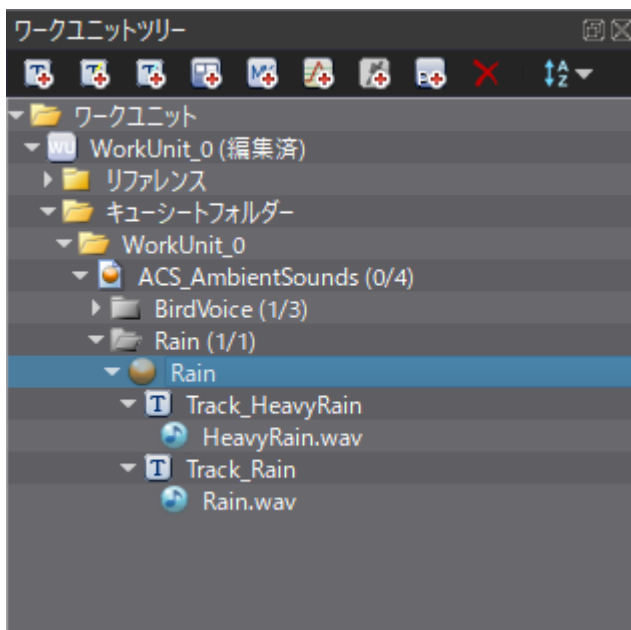 ワークユニットツリー
ワークユニット
WU WorkUnit_0 (編集済)
リファレンス
キューシートフォルダー
WorkUnit_0
ACS_AmbientSounds (0/4)
BirdVoice (1/3)
Rain (1/1)
Rain
T Track_HeavyRain
HeavyRain.wav
T Track_Rain
Rain.wav